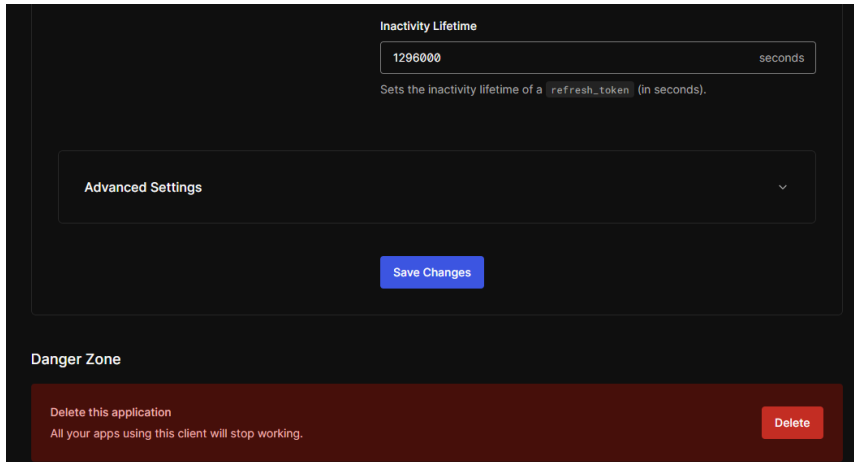 Inactivity Lifetime
1296000 seconds
Sets the inactivity lifetime of a refresh_token (in seconds).
Advanced Settings
Save Changes
Danger Zone
Delete this application
All your apps using this client will stop working.
Delete